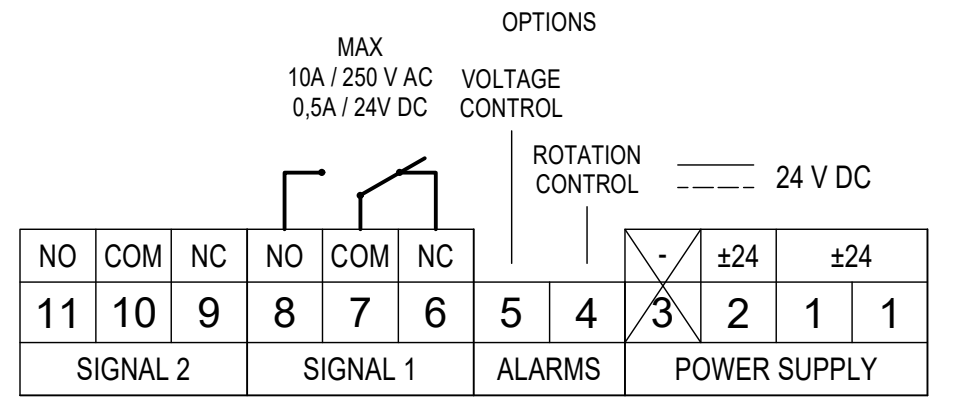 OPTIONS
MAX
10A / 250 V AC
0,5A / 24V DC
VOLTAGE
CONTROL
ROTATION
CONTROL
24 V DC
NO COM NC NO COM NC - ±24 ±24
11 10 9 8 7 6 5 4 3 2 1 1
SIGNAL 2 SIGNAL 1 ALARMS POWER SUPPLY